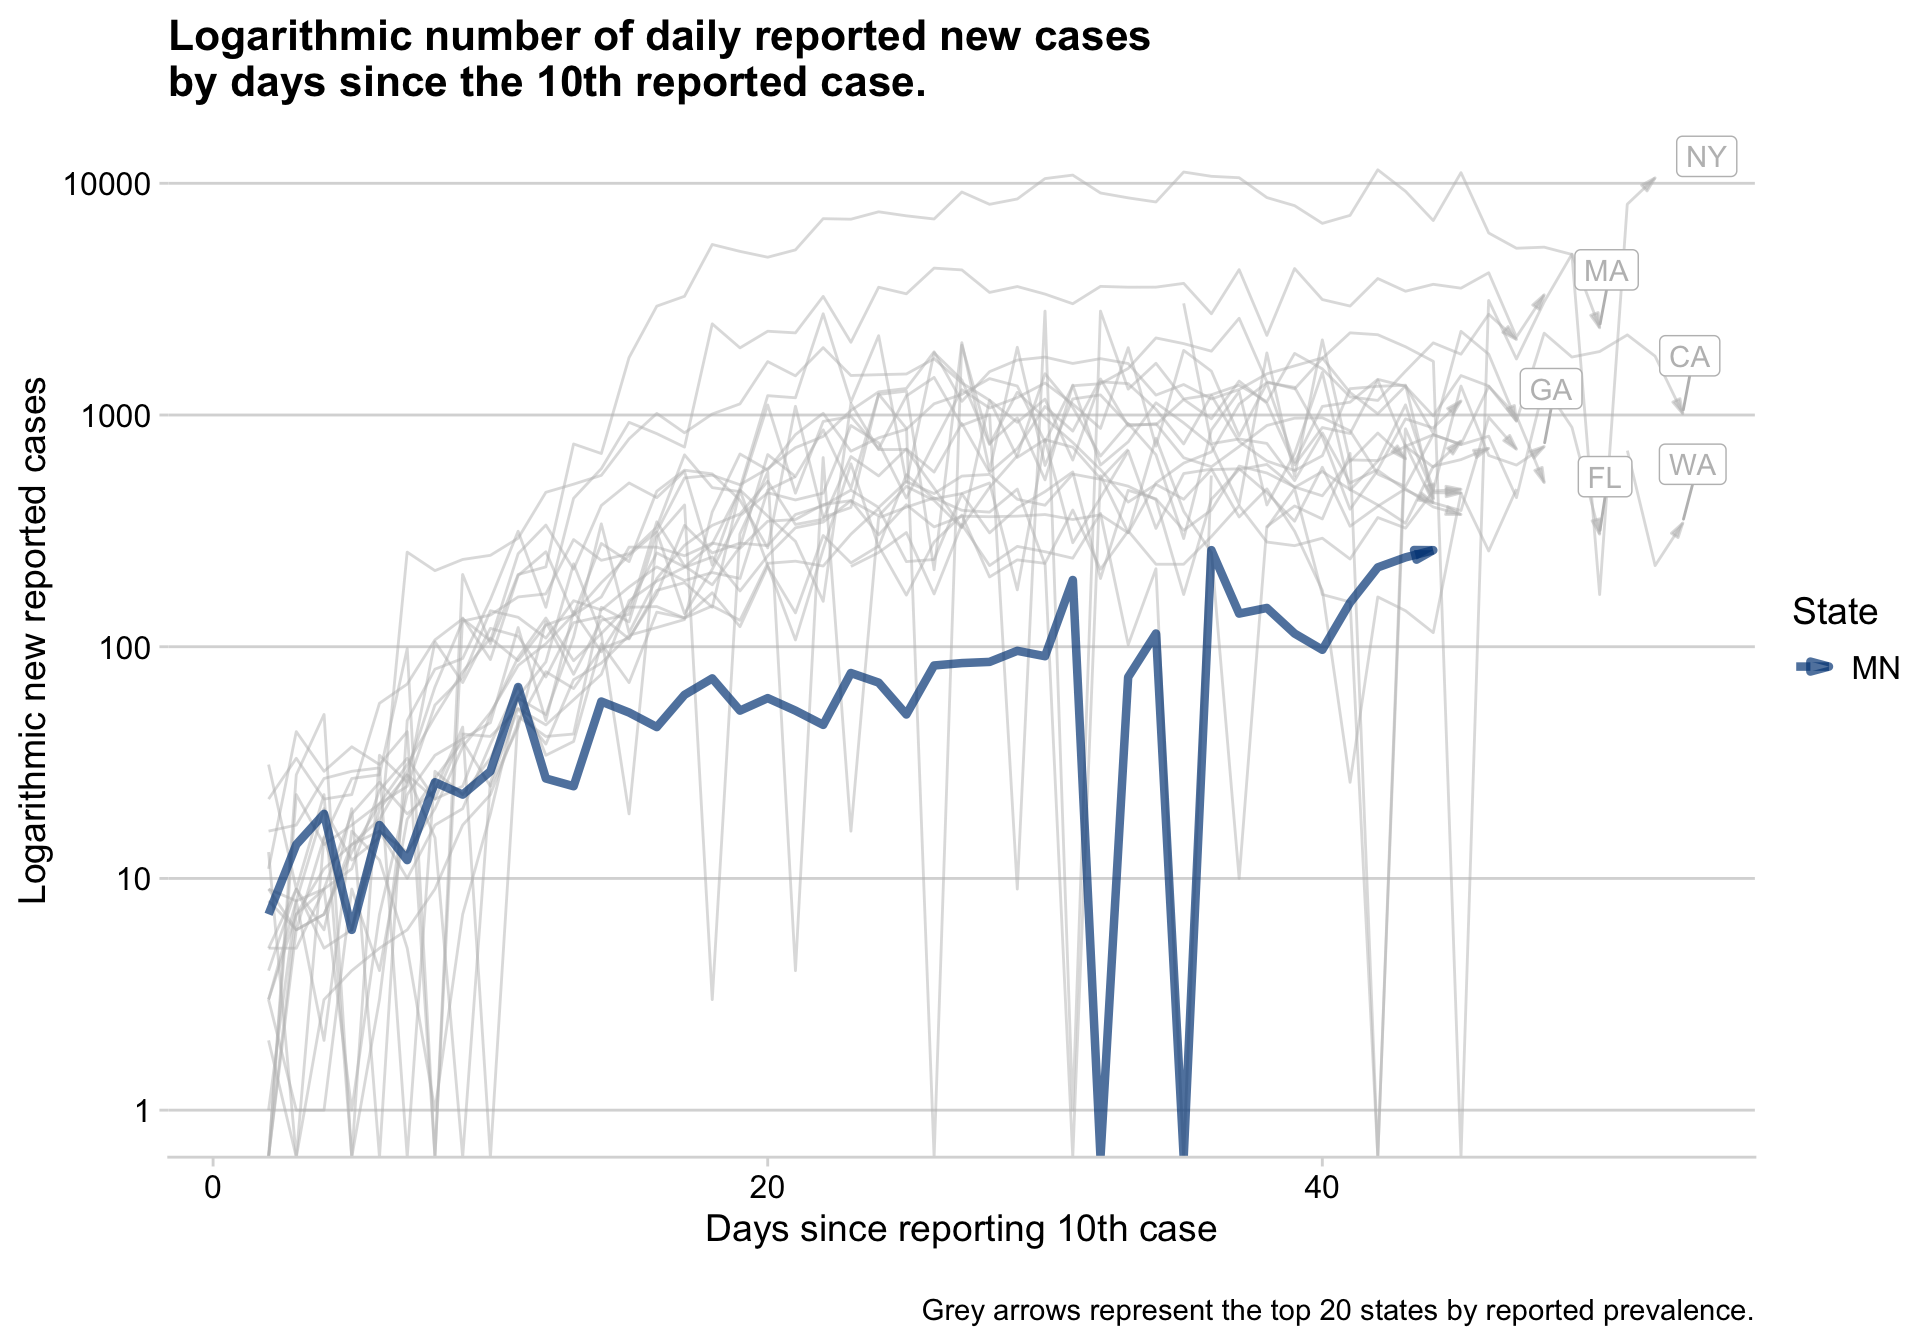 Logarithmic number of daily reported new cases
by days since the 10th reported case.
NY
10000
MA
CA
GA
1000
WA
FL
State
MN
100
10
1
Logarithmic new reported cases
0 20 40
Days since reporting 10th case
Grey arrows represent the top 20 states by reported prevalence.